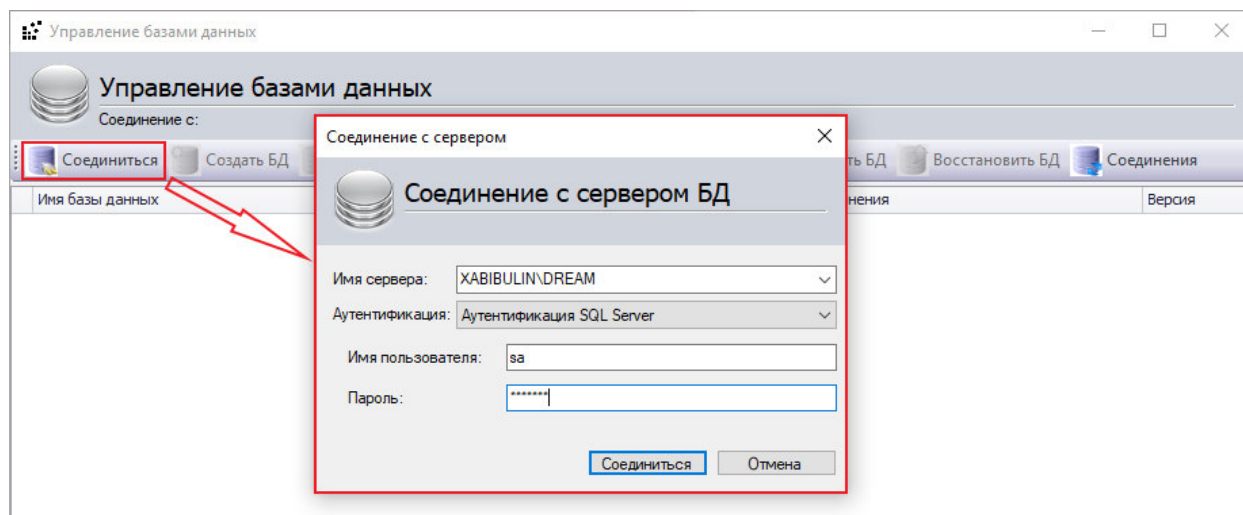 Управление базами данных
Управление базами данных
Соединение с:
Соединиться Создать БД ть БД Восстановить БД Соединения
Имя базы данных нения Версия
Соединение с сервером
Соединение с сервером БД
Имя сервера: XABIBULIN\DREAM
Аутентификация: Аутентификация SQL Server
Имя пользователя: sa
Пароль: *******
Соединиться Отмена